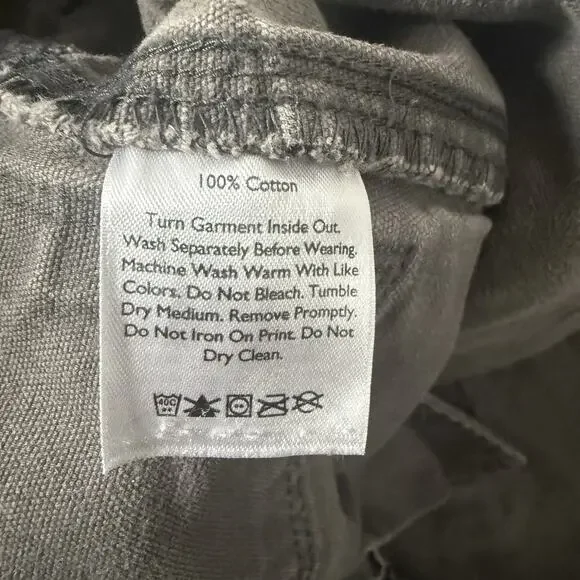 100% Cotton
Turn Garment Inside Out.
Wash Separately Before Wearing.
Machine Wash Warm With Like
Colors. Do Not Bleach. Tumble
Dry Medium. Remove Promptly.
Do Not Iron On Print. Do Not
Dry Clean.
40C